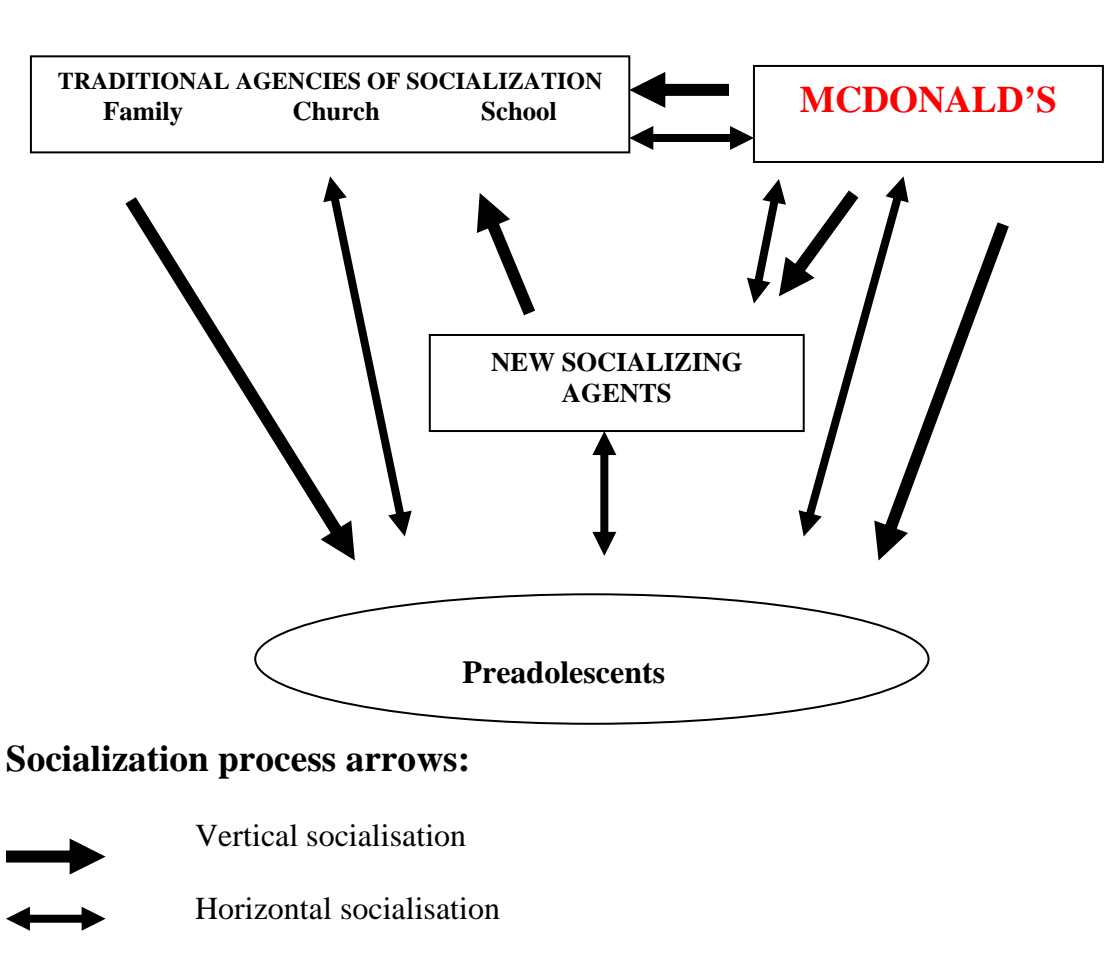 TRADITIONAL AGENCIES OF SOCIALIZATION
Family Church School
MCDONALD’S
NEW SOCIALIZING
AGENTS
Preadolescents
Socialization process arrows:
Vertical socialisation
Horizontal socialisation